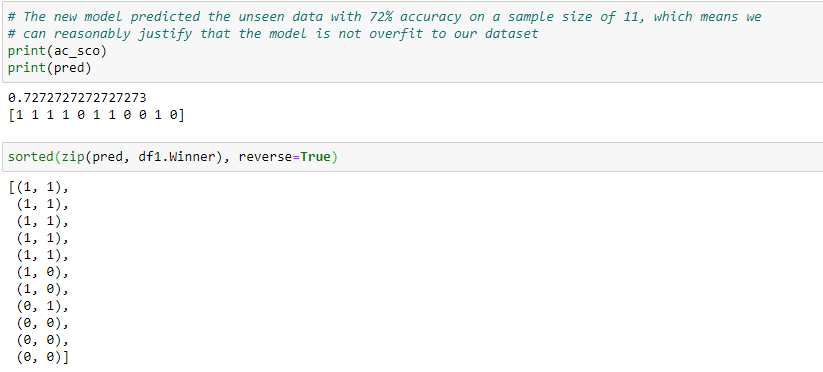 # The new model predicted the unseen data with 72% accuracy on a sample size of 11, which means we
# can reasonably justify that the model is not overfit to our dataset
print(ac_sco)
print(pred)
0.7272727272727273
[1 1 1 1 0 1 1 0 0 1 0]
sorted(zip(pred, df1.Winner), reverse=True)
[(1, 1),
(1, 1),
(1, 1),
(1, 1),
(1, 1),
(1, 0),
(1, 0),
(0, 1),
(0, 0),
(0, 0),
(0, 0)]